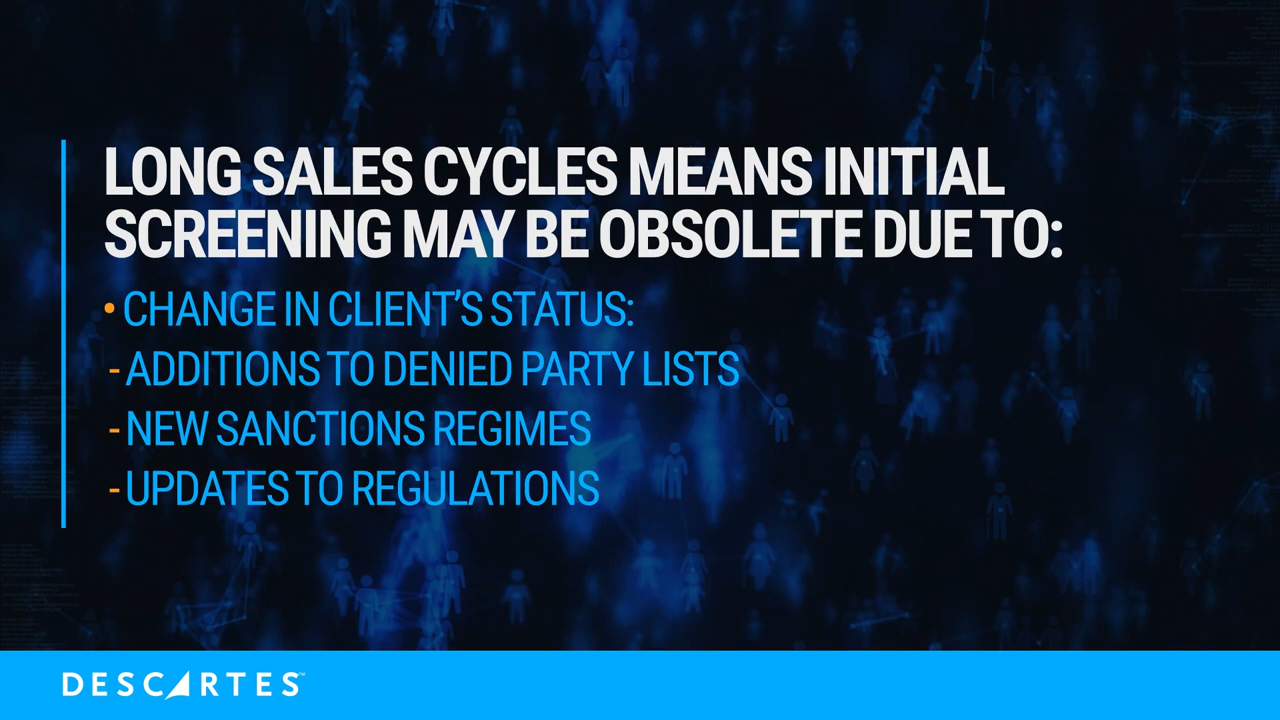 LONG SALES CYCLES MEANS INITIAL
SCREENING MAY BE OBSOLETE DUE TO:
• CHANGE IN CLIENT’S STATUS:
- ADDITIONS TO DENIED PARTY LISTS
- NEW SANCTIONS REGIMES
- UPDATES TO REGULATIONS
DESCARTES™